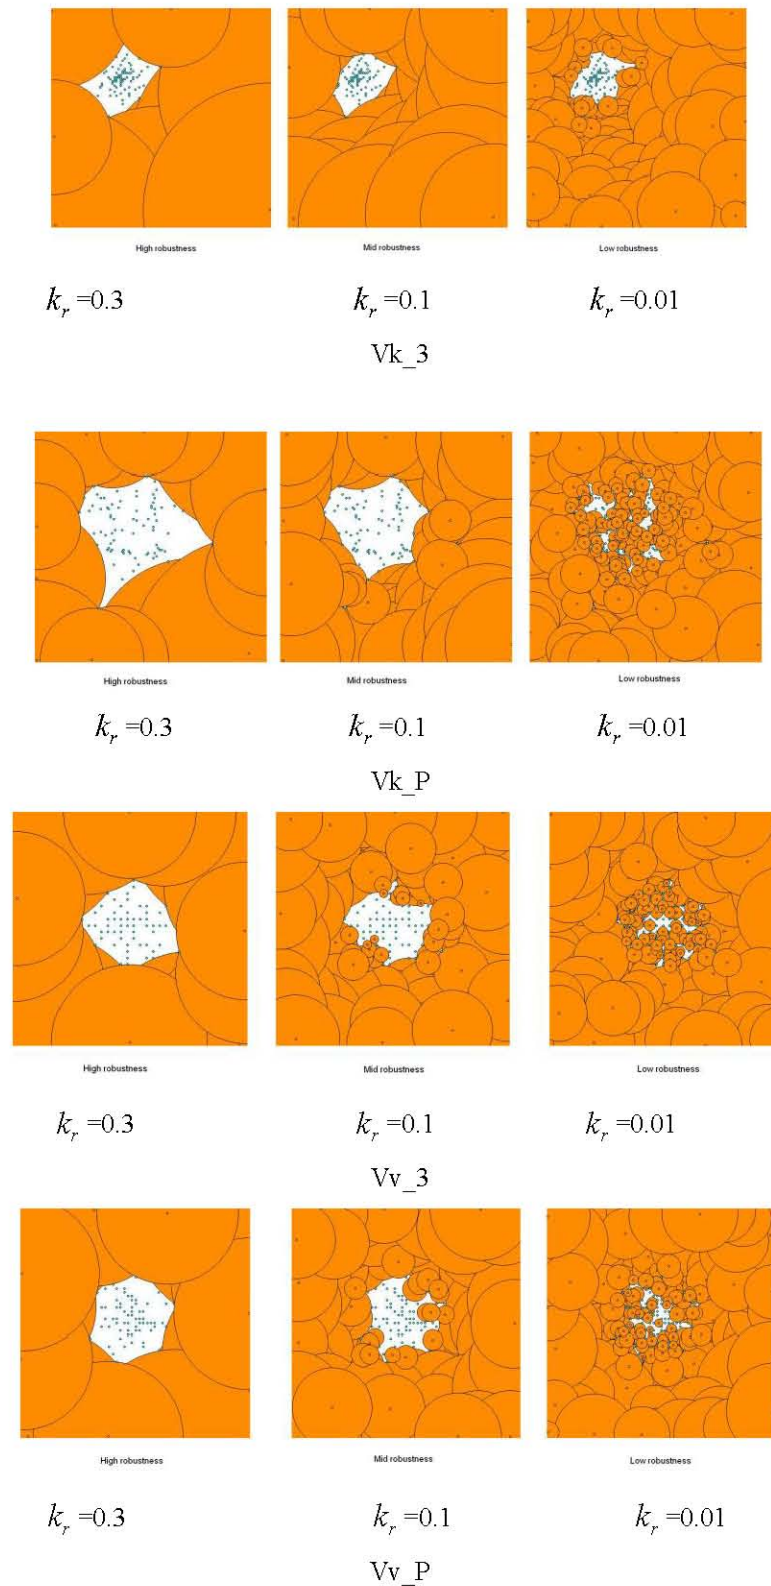 High robustness Mid robustness Low robustness
k_r =0.3 k_r =0.1 k_r =0.01
Vk_3
High robustness Mid robustness Low robustness
k_r =0.3 k_r =0.1 k_r =0.01
Vk_P
High robustness Mid robustness Low robustness
k_r =0.3 k_r =0.1 k_r =0.01
Vv_3
High robustness Mid robustness Low robustness
k_r =0.3 k_r =0.1 k_r =0.01
Vv_P